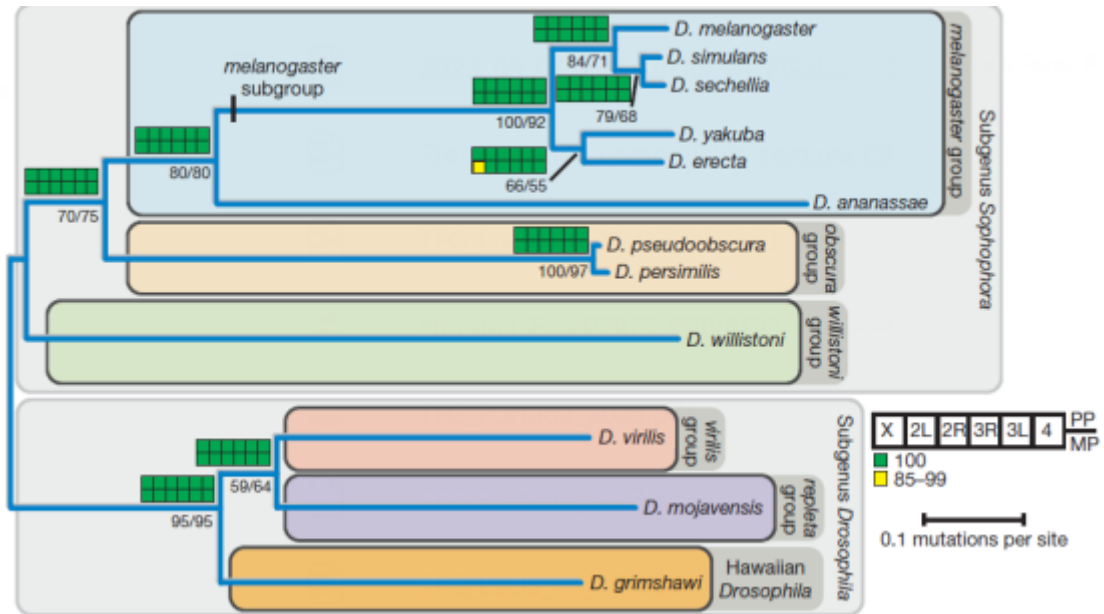 D. melanogaster
84/71
D. simulans
melanogaster
subgroup
D. sechellia
79/68
100/92
D. yakuba
D. erecta
66/55
80/80
D. ananassae
melanogaster group
70/75
D. pseudoobscura
100/97
D. persimilis
obscura
group
D. willistoni
willistoni
group
Subgenus Sophophora
D. virilis
virilis
group
59/64
D. mojavensis
repleta
group
95/95
D. grimshawi
Hawaiian
Drosophila
Subgenus Drosophila
X 2L 2R 3R 3L 4 PP
MP
100
85–99
0.1 mutations per site